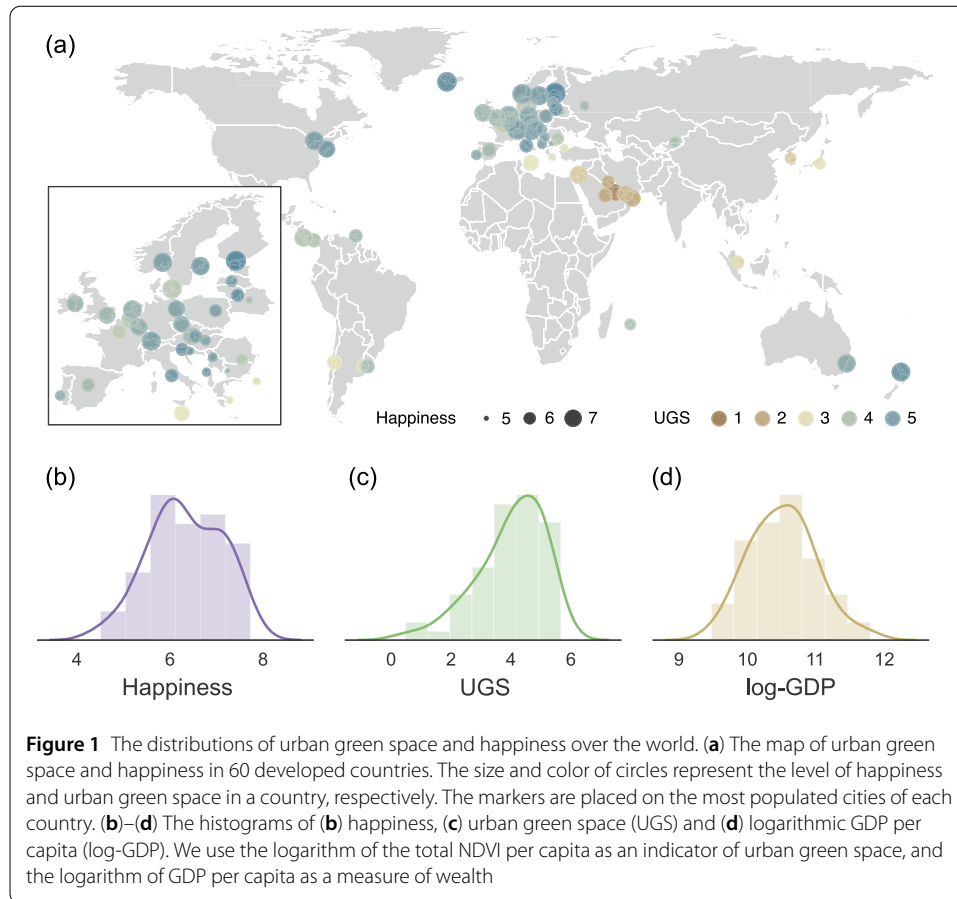 (a)
Happiness 5 6 7 UGS 1 2 3 4 5
(b) (c) (d)
4 6 8 0 2 4 6 9 10 11 12
Happiness UGS log-GDP
Figure 1 The distributions of urban green space and happiness over the world. (a) The map of urban green
space and happiness in 60 developed countries. The size and color of circles represent the level of happiness
and urban green space in a country, respectively. The markers are placed on the most populated cities of each
country. (b)–(d) The histograms of (b) happiness, (c) urban green space (UGS) and (d) logarithmic GDP per
capita (log-GDP). We use the logarithm of the total NDVI per capita as an indicator of urban green space, and
the logarithm of GDP per capita as a measure of wealth